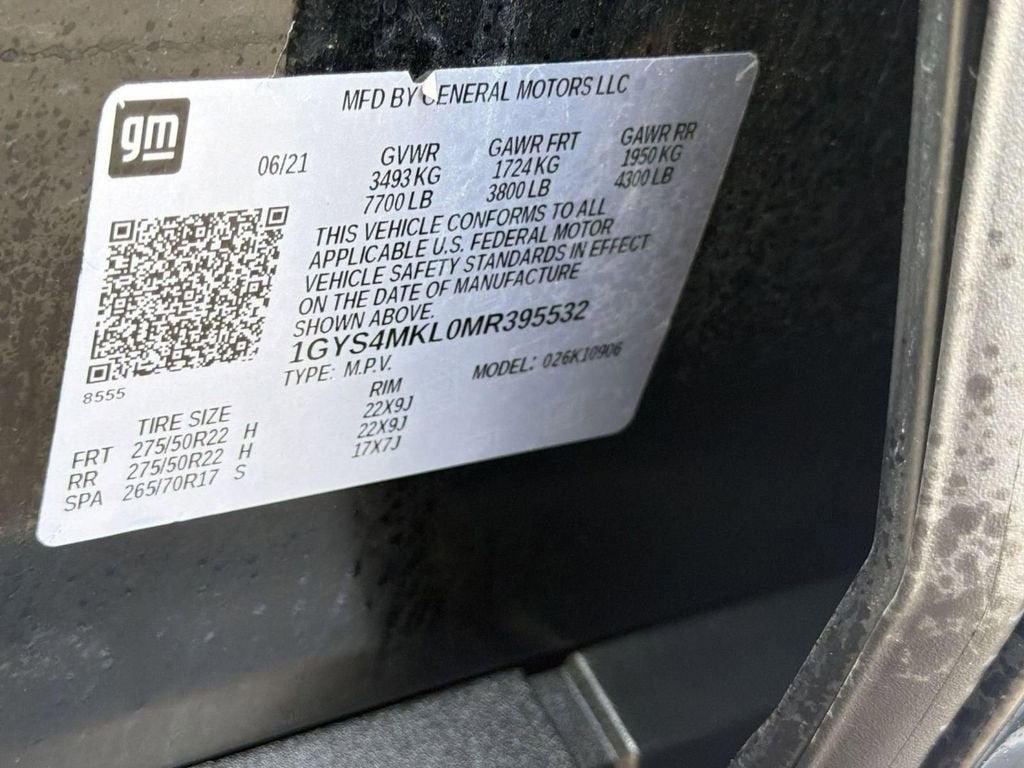 MFD BY GENERAL MOTORS LLC
gm
06/21
GVWR
3493 KG
7700 LB
GAWR FRT
1724 KG
3800 LB
GAWR RR
1950 KG
4300 LB
THIS VEHICLE CONFORMS TO ALL
APPLICABLE U.S. FEDERAL MOTOR
VEHICLE SAFETY STANDARDS IN EFFECT
ON THE DATE OF MANUFACTURE
SHOWN ABOVE.
1GYS4MKL0MR395532
TYPE: M.P.V. MODEL: 026K10906
8555
TIRE SIZE RIM
FRT 275/50R22 H 22X9J
RR 275/50R22 H 22X9J
SPA 265/70R17 S 17X7J